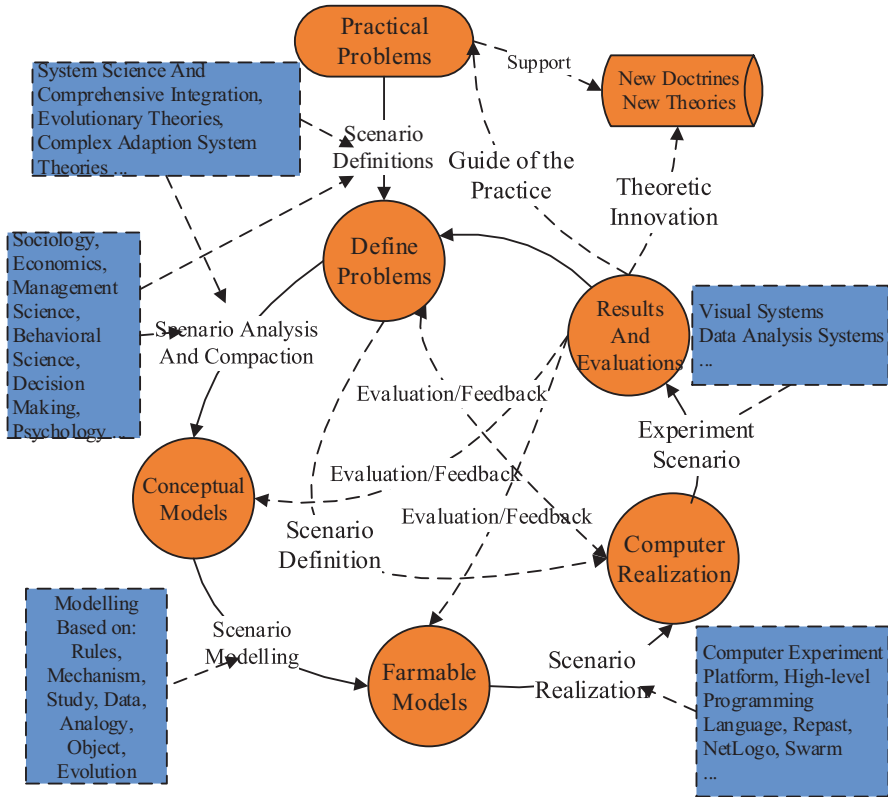 Practical
Problems
Support
New Doctrines
New Theories
System Science And
Comprehensive Integration,
Evolutionary Theories,
Complex Adaption System
Theories ...
Scenario
Definitions
Guide of the
Practice
Theoretic
Innovation
Define
Problems
Sociology,
Economics,
Management
Science,
Behavioral
Science,
Decision
Making,
Psychology ...
Scenario Analysis
And Compaction
Results
And
Evaluations
Visual Systems
Data Analysis Systems
...
Evaluation/Feedback
Experiment
Scenario
Evaluation/Feedback
Conceptual
Models
Evaluation/Feedback
Scenario
Definition
Computer
Realization
Modelling
Based on:
Rules,
Mechanism,
Study, Data,
Analogy,
Object,
Evolution
Scenario
Modelling
Farmable
Models
Scenario
Realization
Computer Experiment
Platform, High-level
Programming
Language, Repast,
NetLogo, Swarm
...